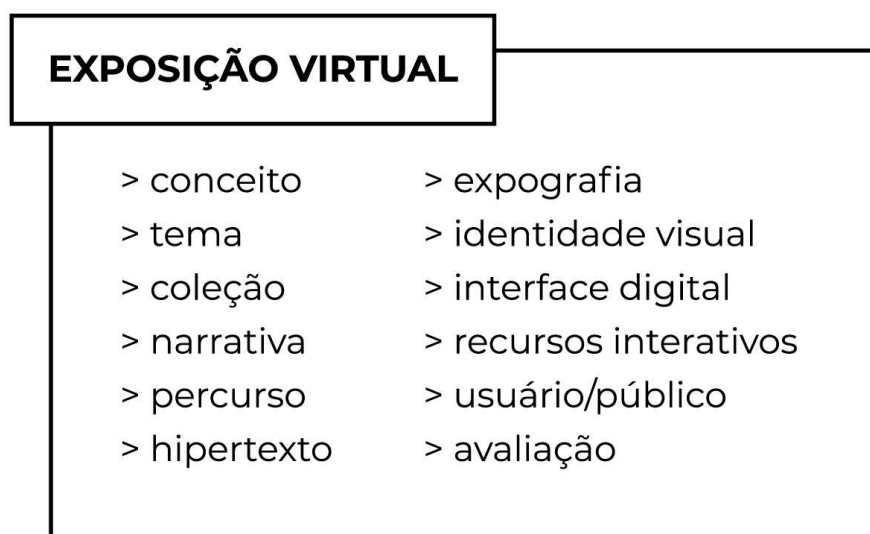 EXPOSIÇÃO VIRTUAL
> conceito
> tema
> coleção
> narrativa
> percurso
> hipertexto
> expografia
> identidade visual
> interface digital
> recursos interativos
> usuário/público
> avaliação